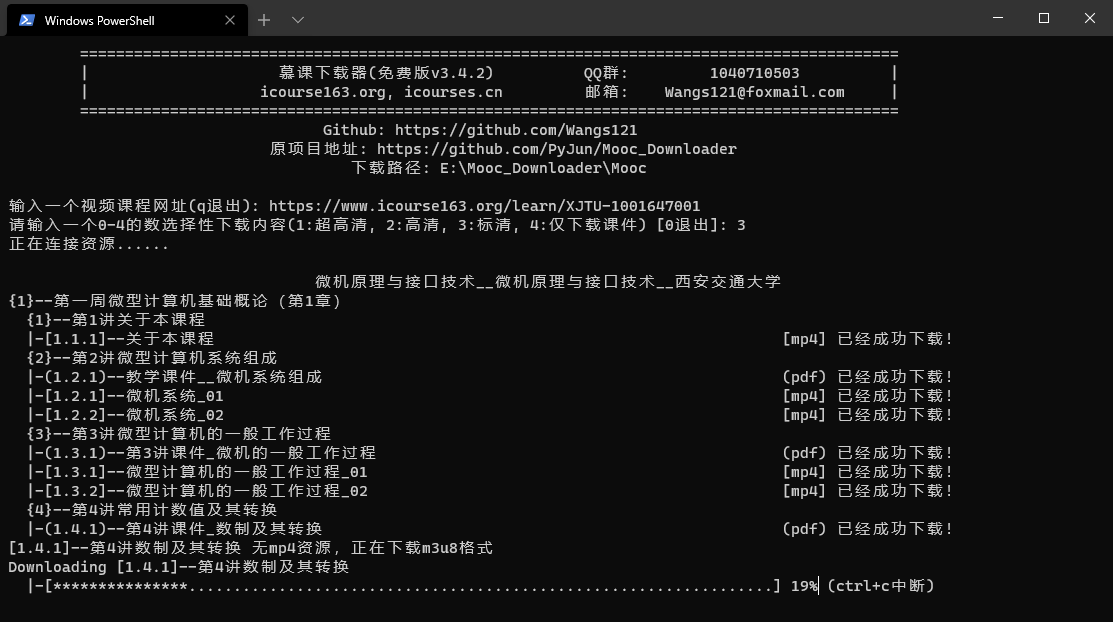 Windows PowerShell
==========================================================================================
| 慕课下载器(免费版v3.4.2) QQ群: 1040710503 |
| icourse163.org, icourses.cn 邮箱: Wangs121@foxmail.com |
==========================================================================================
Github: https://github.com/Wangs121
原项目地址: https://github.com/PyJun/Mooc_Downloader
下载路径: E:\Mooc_Downloader\Mooc
输入一个视频课程网址(q退出): https://www.icourse163.org/learn/XJTU-1001647001
请输入一个0-4的数选择性下载内容(1:超高清, 2:高清, 3:标清, 4:仅下载课件) [0退出]: 3
正在连接资源......
微机原理与接口技术__微机原理与接口技术__西安交通大学
{1}--第一周微型计算机基础概论（第1章）
{1}--第1讲关于本课程
|-[1.1.1]--关于本课程 [mp4] 已经成功下载!
{2}--第2讲微型计算机系统组成
|-(1.2.1)--教学课件__微机系统组成 (pdf) 已经成功下载!
|-[1.2.1]--微机系统_01 [mp4] 已经成功下载!
|-[1.2.2]--微机系统_02 [mp4] 已经成功下载!
{3}--第3讲微型计算机的一般工作过程
|-(1.3.1)--第3讲课件_微机的一般工作过程 (pdf) 已经成功下载!
|-[1.3.1]--微型计算机的一般工作过程_01 [mp4] 已经成功下载!
|-[1.3.2]--微型计算机的一般工作过程_02 [mp4] 已经成功下载!
{4}--第4讲常用计数值及其转换
|-(1.4.1)--第4讲课件_数制及其转换 (pdf) 已经成功下载!
[1.4.1]--第4讲数制及其转换 无mp4资源，正在下载m3u8格式
Downloading [1.4.1]--第4讲数制及其转换
|-[***************.................................................................] 19% (ctrl+c中断)